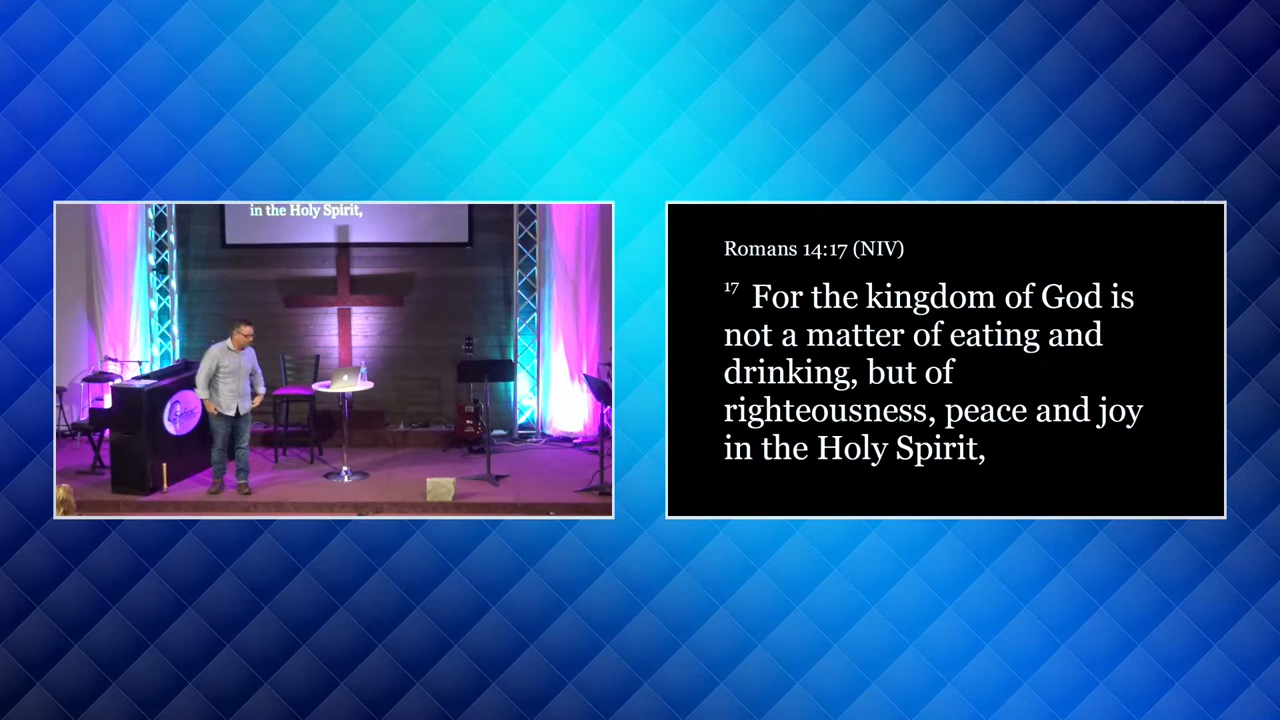 in the Holy Spirit,
Romans 14:17 (NIV)
17 For the kingdom of God is
not a matter of eating and
drinking, but of
righteousness, peace and joy
in the Holy Spirit,